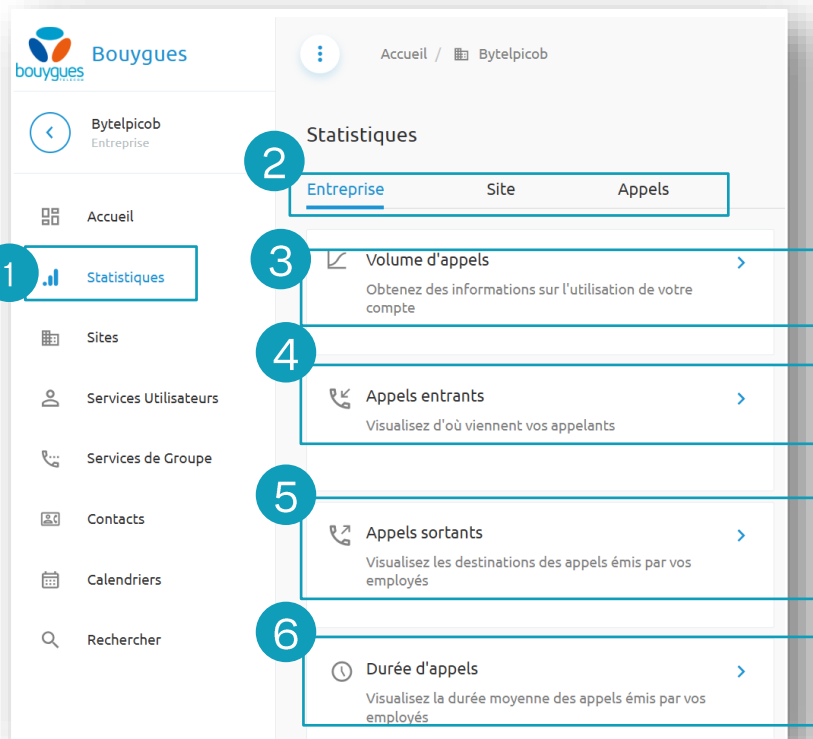 bouygues
Bouygues
Accueil / Bytelpicob
Bytelpicob
Entreprise
Statistiques
2
Entreprise Site Appels
Accueil
1
Statistiques
3
Volume d'appels
Obtenez des informations sur l'utilisation de votre
compte
Sites
4
Appels entrants
Visualisez d'où viennent vos appelants
Services Utilisateurs
Services de Groupe
5
Appels sortants
Visualisez les destinations des appels émis par vos
employés
Contacts
Calendriers
6
Rechercher
Durée d'appels
Visualisez la durée moyenne des appels émis par vos
employés